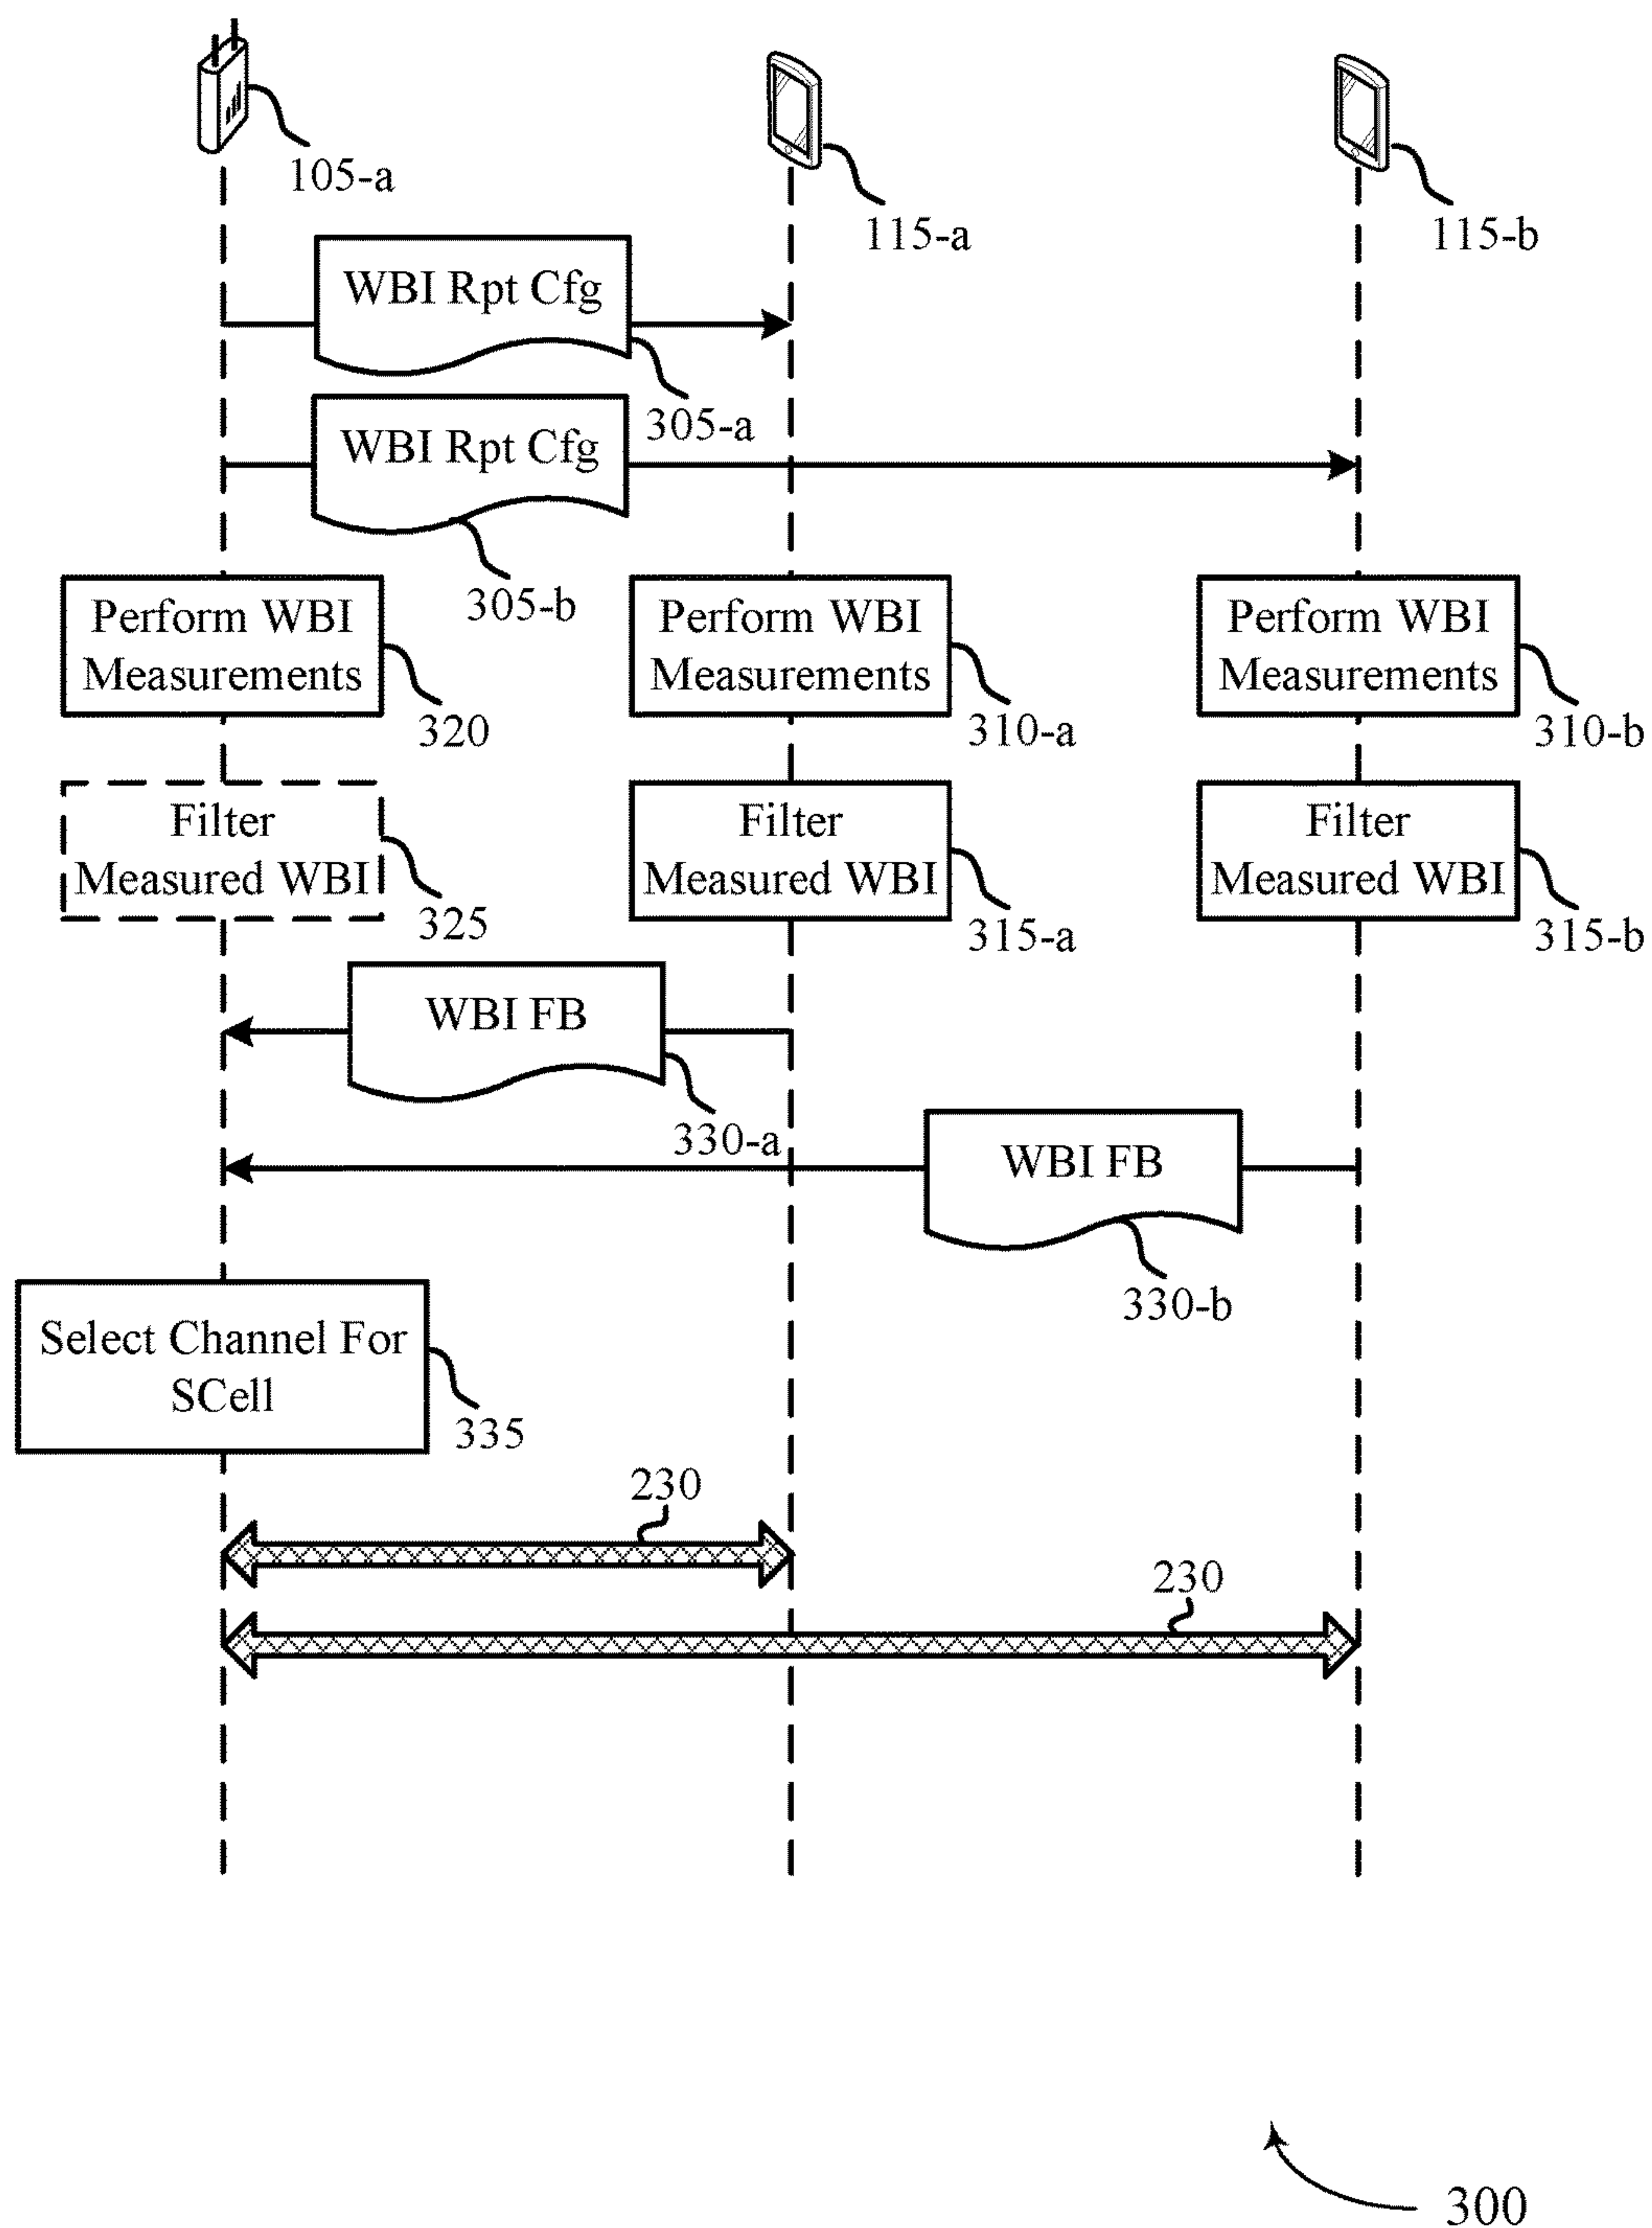 105-a
115-a
115-b
WBI Rpt Cfg
305-a
WBI Rpt Cfg
305-b
Perform WBI
Measurements
320
Perform WBI
Measurements
310-a
Perform WBI
Measurements
310-b
Filter
Measured WBI
325
Filter
Measured WBI
315-a
Filter
Measured WBI
315-b
WBI FB
330-a
WBI FB
330-b
Select Channel For
SCell
335
230
230
300